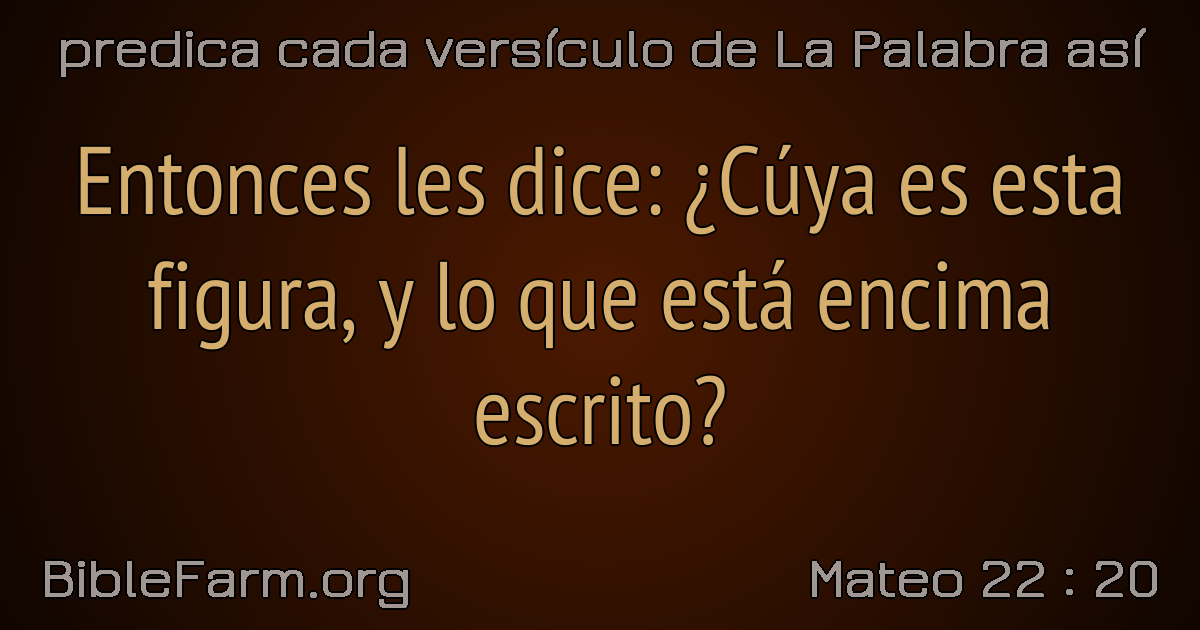 predica cada versículo de La Palabra así
Entonces les dice: ¿Cúya es esta
figura, y lo que está encima
escrito?
BibleFarm.org
Mateo 22 : 20